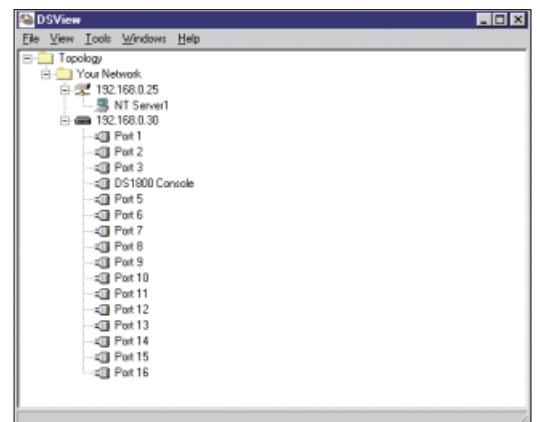 DSView
File View Tools Windows Help
Topology
Your Network
192.168.0.25
NT Server1
192.168.0.30
Port 1
Port 2
Port 3
DS1800 Console
Port 5
Port 6
Port 7
Port 8
Port 9
Port 10
Port 11
Port 12
Port 13
Port 14
Port 15
Port 16